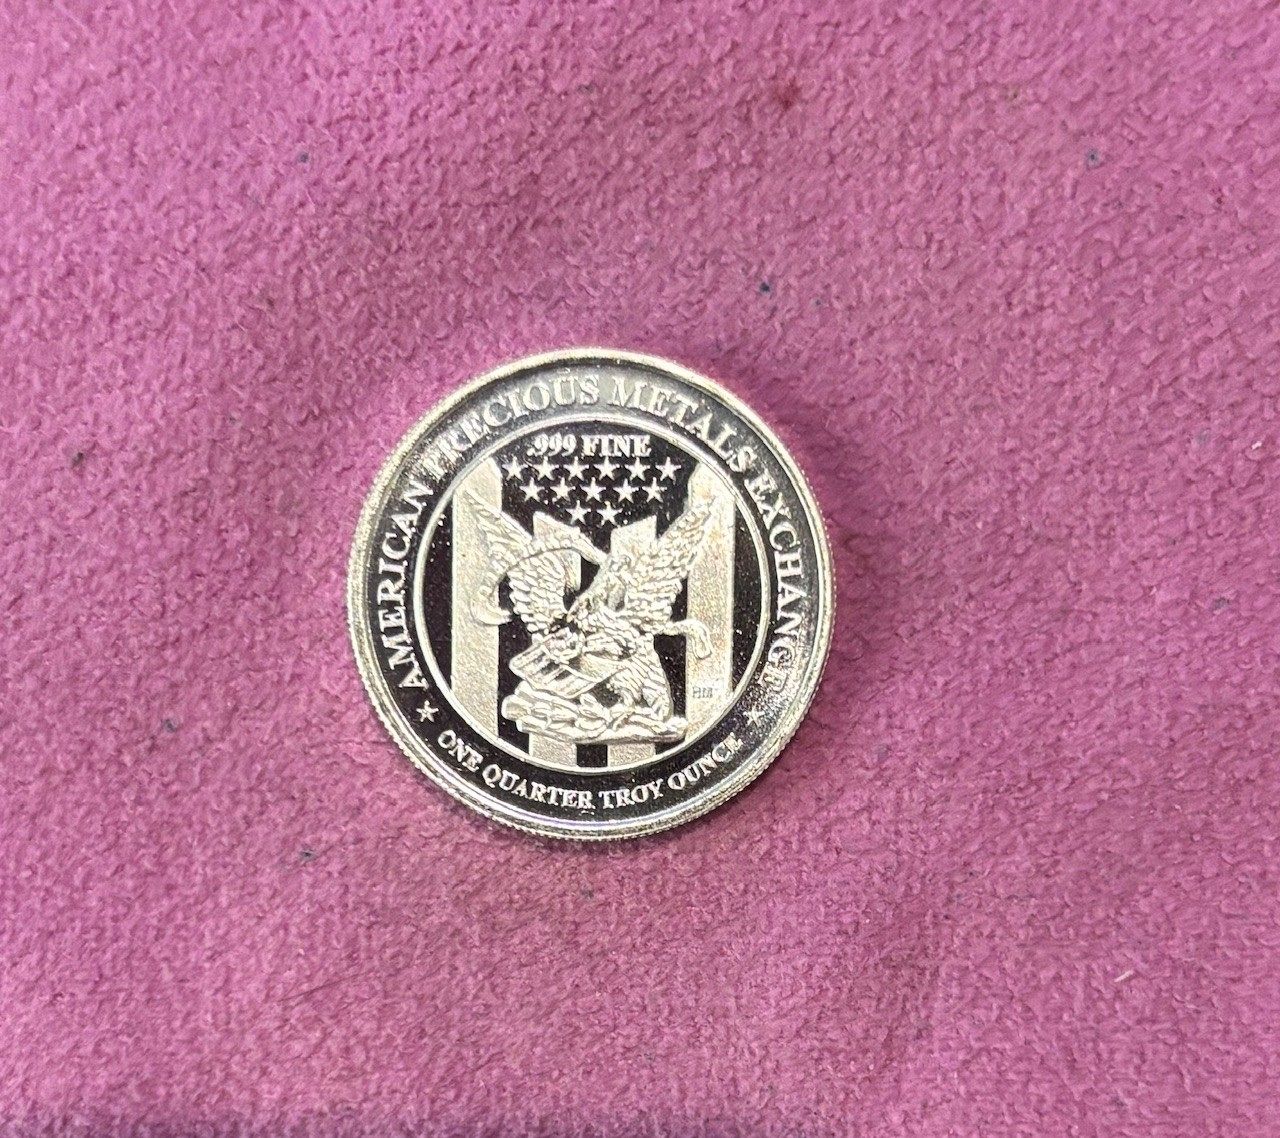 AMERICAN PRECIOUS METALS EXCHANGE
.999 FINE
ONE QUARTER TROY OUNCE